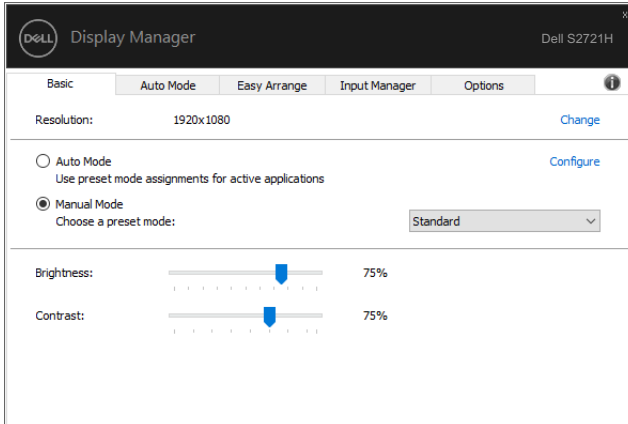 x
DELL Display Manager Dell S2721H
Basic Auto Mode Easy Arrange Input Manager Options i
Resolution: 1920x1080 Change
Auto Mode Configure
Use preset mode assignments for active applications
Manual Mode
Choose a preset mode: Standard
Brightness: 75%
Contrast: 75%